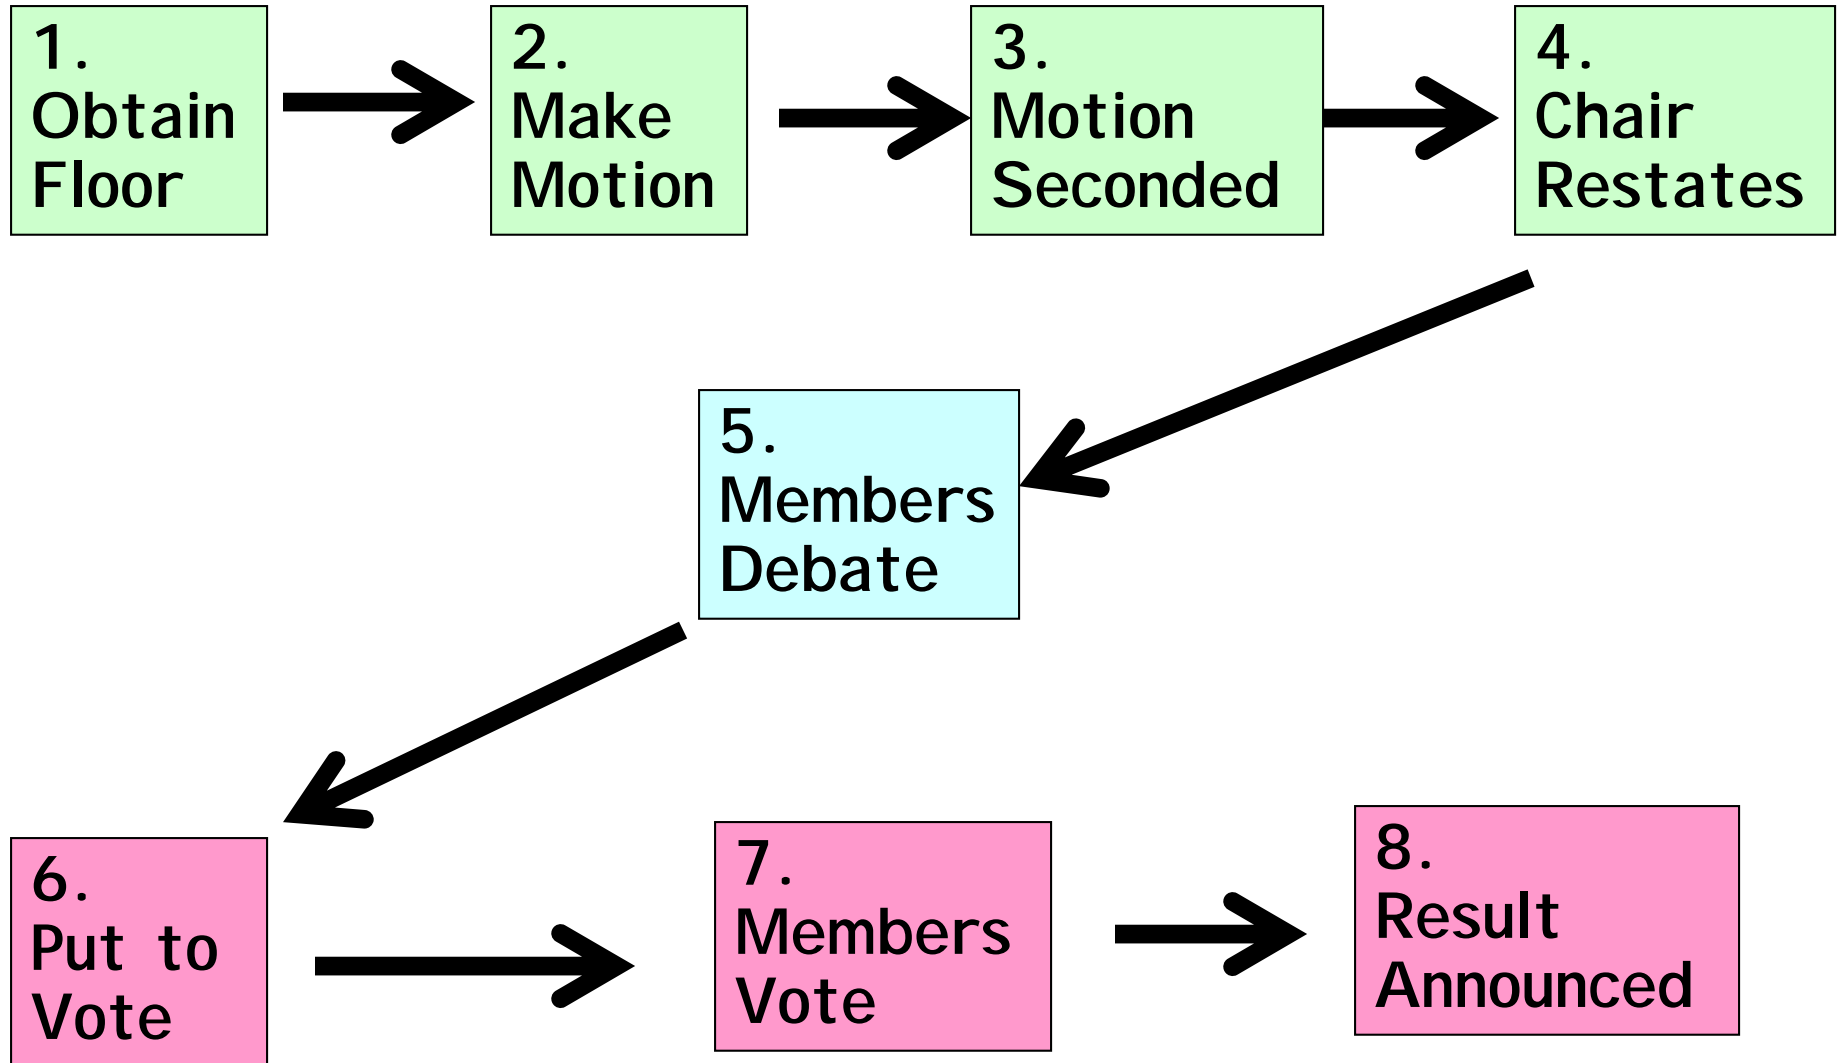 1.
Obtain
Floor
2.
Make
Motion
3.
Motion
Seconded
4.
Chair
Restates
5.
Members
Debate
6.
Put to
Vote
7.
Members
Vote
8.
Result
Announced